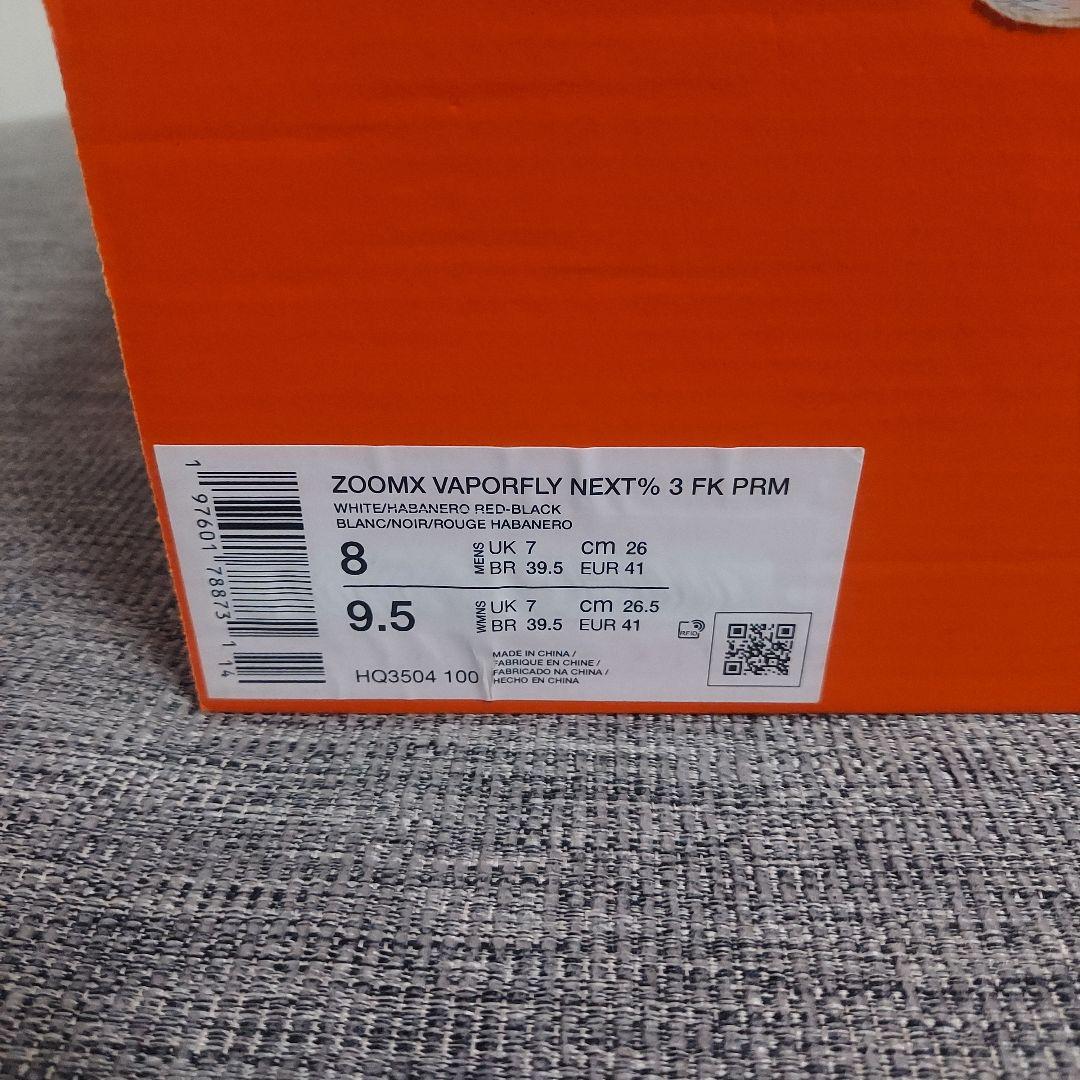 ZOOMX VAPORFLY NEXT% 3 FK PRM
WHITE/HABANERO RED-BLACK
BLANC/NOIR/ROUGE HABANERO
8 MENS UK 7 cm 26
BR 39.5 EUR 41
9.5 WMNS UK 7 cm 26.5
BR 39.5 EUR 41
RFID
MADE IN CHINA /
FABRIQUE EN CHINE /
FABRICADO NA CHINA /
HECHO EN CHINA
HQ3504 100
1 97601 78873 11 4